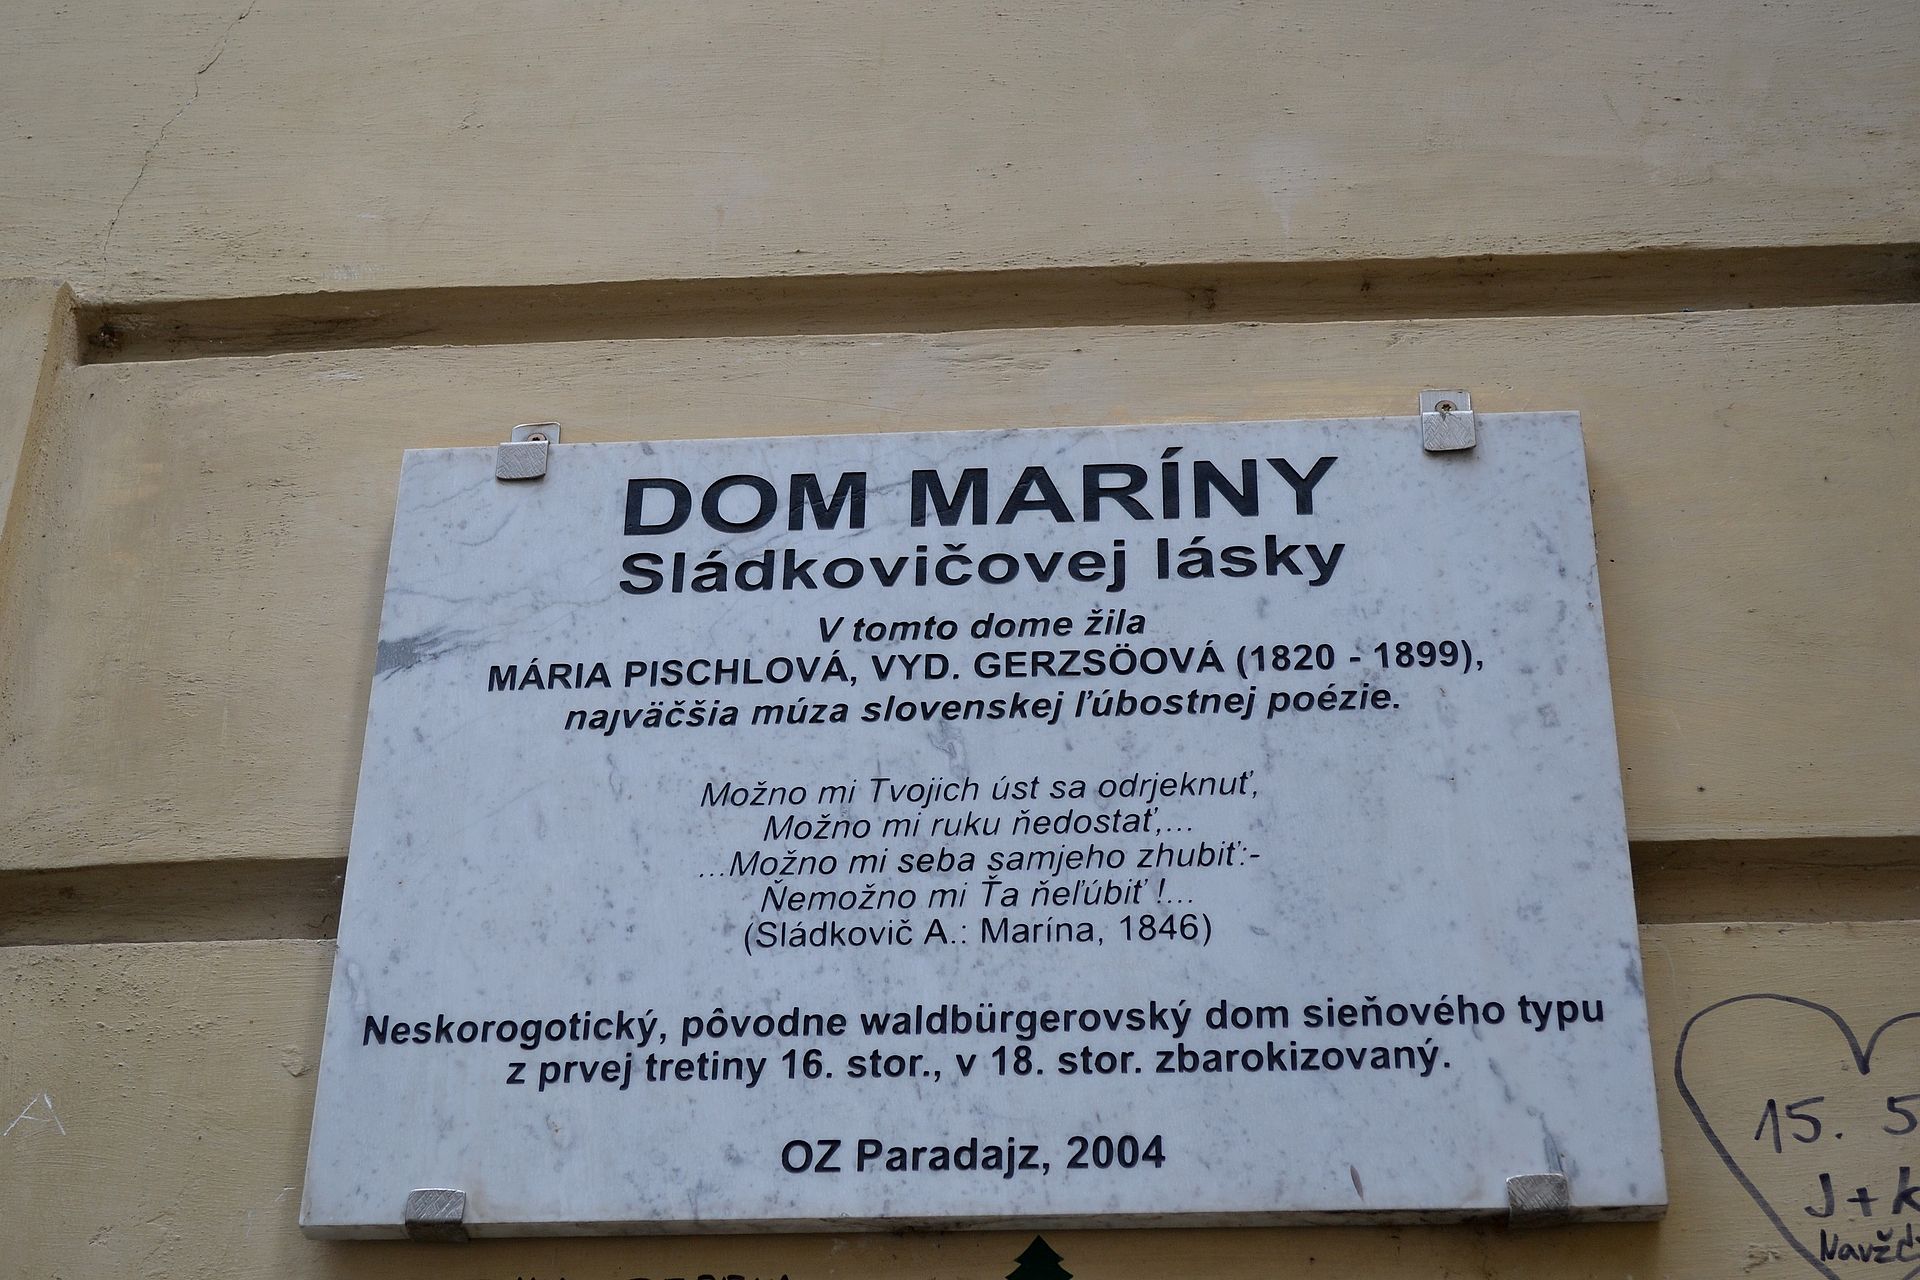 DOM MARÍNY
Sládkovičovej lásky
V tomto dome žila
MÁRIA PISCHLOVÁ, VYD. GERZSÖOVÁ (1820 - 1899),
najväčšia múza slovenskej ľúbostnej poézie.
Možno mi Tvojich úst sa odrjeknuť,
Možno mi ruku ňedostať,...
...Možno mi seba samjeho zhubiť:-
Ňemožno mi Ťa ňeľúbiť !...
(Sládkovič A.: Marína, 1846)
Neskorogotický, pôvodne waldbürgerovský dom sieňového typu
z prvej tretiny 16. stor., v 18. stor. zbarokizovaný.
OZ Paradajz, 2004
15. 5
J + K